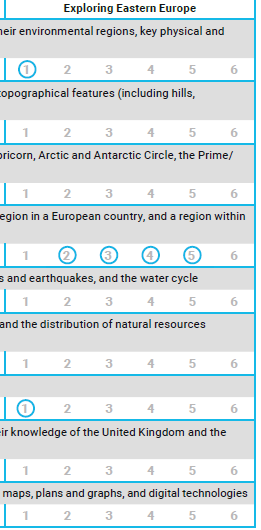 Exploring Eastern Europe
heir environmental regions, key physical and
1 2 3 4 5 6
topographical features (including hills,
1 2 3 4 5 6
pricorn, Arctic and Antarctic Circle, the Prime/
1 2 3 4 5 6
egion in a European country, and a region within
1 2 3 4 5 6
s and earthquakes, and the water cycle
1 2 3 4 5 6
and the distribution of natural resources
1 2 3 4 5 6
1 2 3 4 5 6
eir knowledge of the United Kingdom and the
1 2 3 4 5 6
maps, plans and graphs, and digital technologies
1 2 3 4 5 6